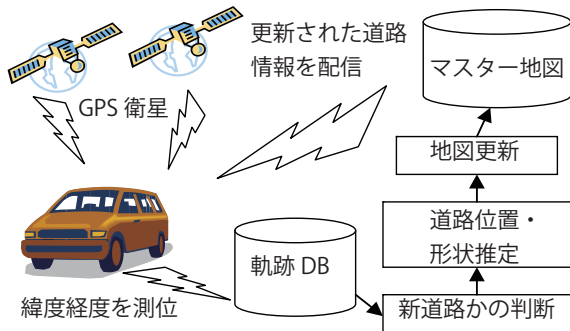 更新された道路
情報を配信
マスター地図
GPS 衛星
地図更新
道路位置・
形状推定
軌跡 DB
新道路かの判断
緯度経度を測位